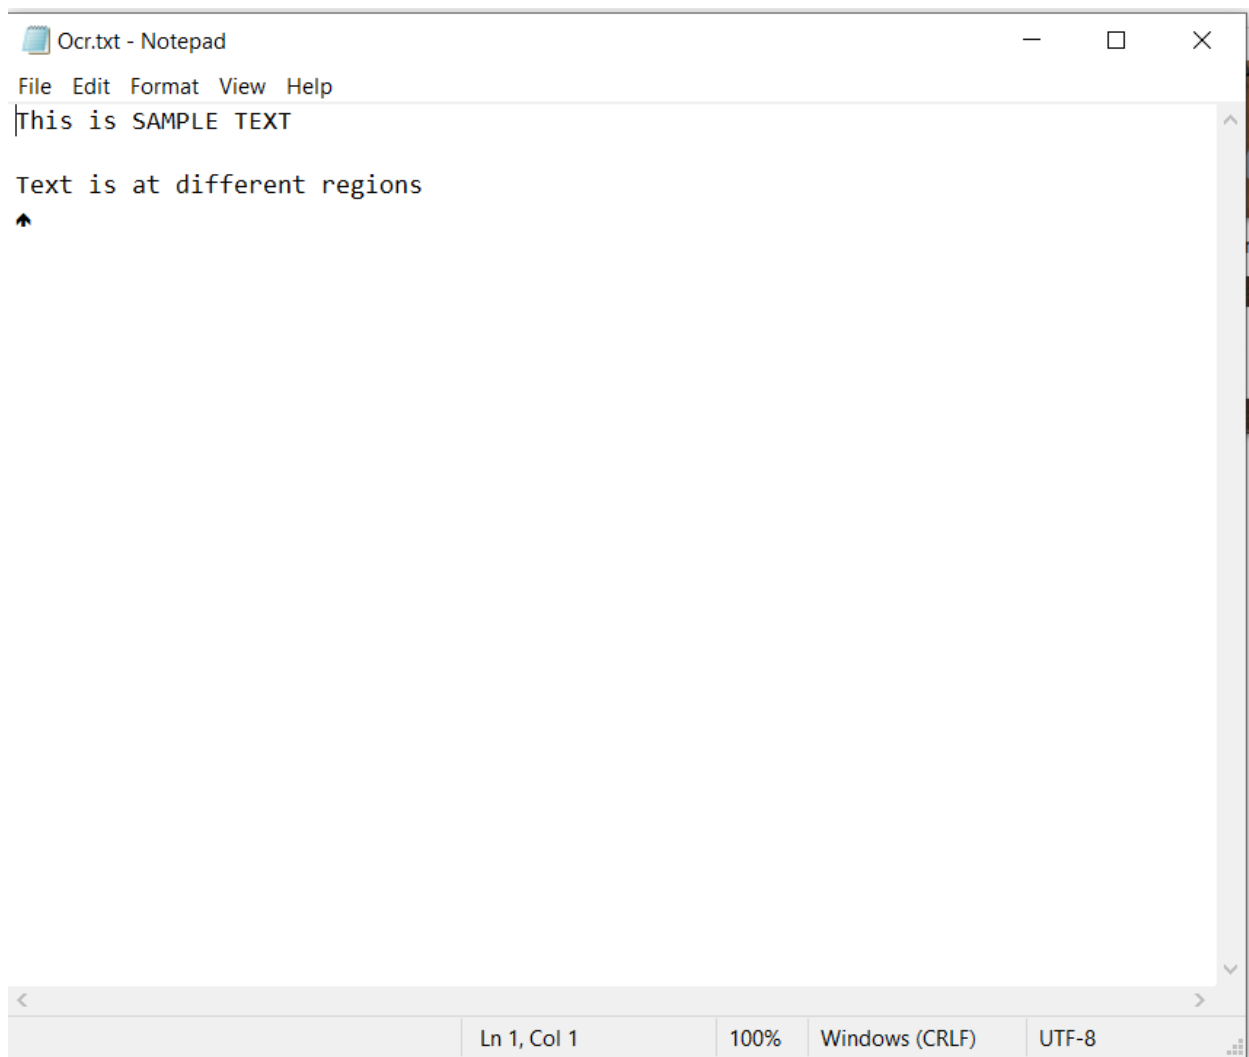 Ocr.txt - Notepad
File Edit Format View Help
This is SAMPLE TEXT
Text is at different regions
♠
Ln 1, Col 1 100% Windows (CRLF) UTF-8